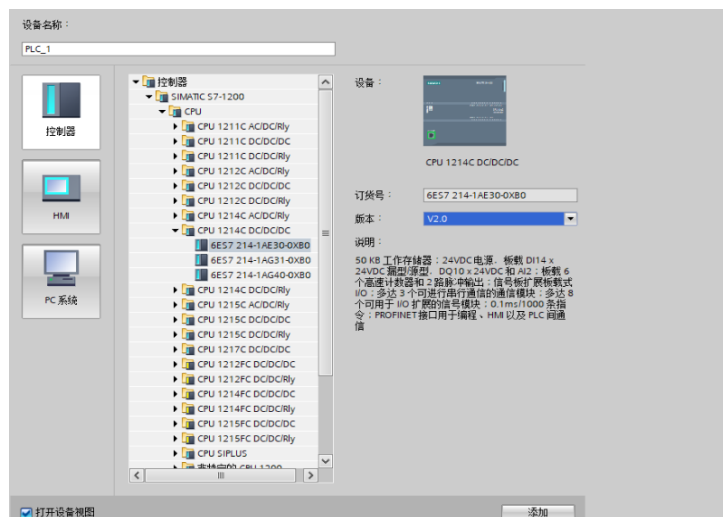 设备名称：
PLC_1
控制器
HMI
PC 系统
控制器
SIMATIC S7-1200
CPU
CPU 1211C AC/DC/Rly
CPU 1211C DC/DC/DC
CPU 1211C DC/DC/Rly
CPU 1212C AC/DC/Rly
CPU 1212C DC/DC/DC
CPU 1212C DC/DC/Rly
CPU 1214C AC/DC/Rly
CPU 1214C DC/DC/DC
6ES7 214-1AE30-0XB0
6ES7 214-1AG31-0XB0
6ES7 214-1AG40-0XB0
CPU 1214C DC/DC/Rly
CPU 1215C AC/DC/Rly
CPU 1215C DC/DC/DC
CPU 1215C DC/DC/Rly
CPU 1217C DC/DC/DC
CPU 1212FC DC/DC/DC
CPU 1212FC DC/DC/Rly
CPU 1214FC DC/DC/DC
CPU 1214FC DC/DC/Rly
CPU 1215FC DC/DC/DC
CPU 1215FC DC/DC/Rly
CPU SIPLUS
非特定的 CPU 1200
设备：
CPU 1214C DC/DC/DC
订货号：
6ES7 214-1AE30-0XB0
版本：
V2.0
说明：
50 KB 工作存储器；24VDC 电源，板载 DI14 x
24VDC 漏型/源型，DQ10 x 24VDC 和 AI2；板载 6
个高速计数器和 2 路脉冲输出；信号板扩展板载式
I/O；多达 3 个可进行串行通信的通信模块；多达 8
个可用于 I/O 扩展的信号模块；0.1ms/1000 条指
令；PROFINET 接口用于编程、HMI 以及 PLC 间通
信
打开设备视图
添加